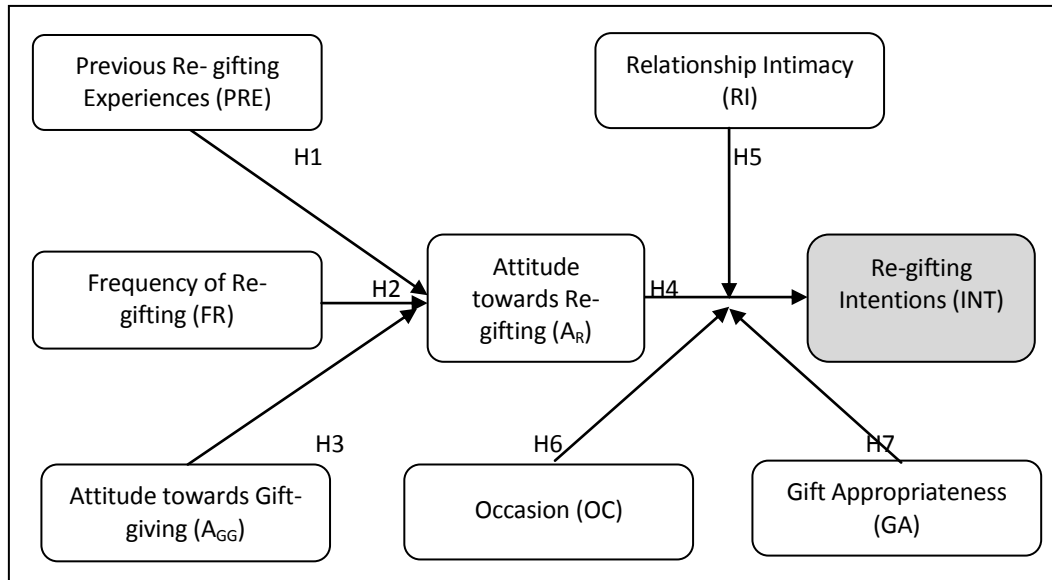 Previous Re- gifting
Experiences (PRE)
Relationship Intimacy
(RI)
H1
H5
Frequency of Re-
gifting (FR)
H2
Attitude
towards Re-
gifting (AR)
H4
Re-gifting
Intentions (INT)
H3
H6
H7
Attitude towards Gift-
giving (AGG)
Occasion (OC)
Gift Appropriateness
(GA)